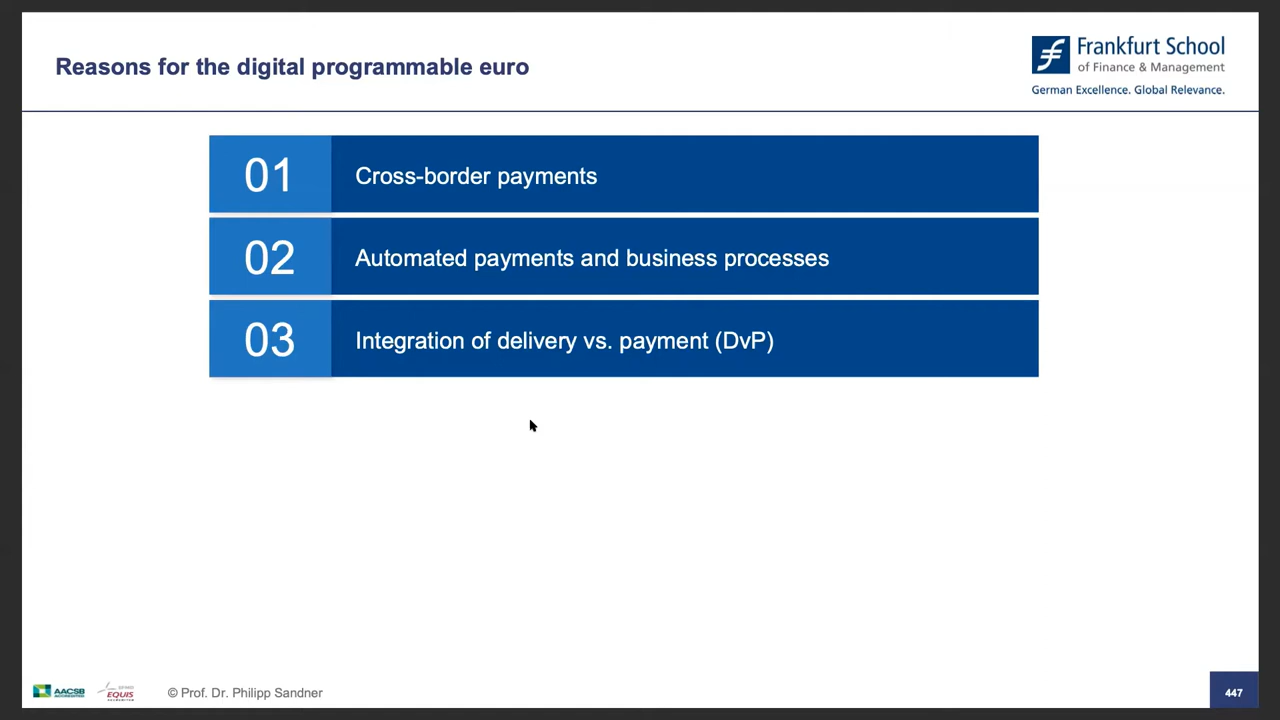 Reasons for the digital programmable euro
Frankfurt School
of Finance & Management
German Excellence. Global Relevance.
01
Cross-border payments
02
Automated payments and business processes
03
Integration of delivery vs. payment (DvP)
AACSB
ACCREDITED
EQUIS
ACCREDITED
© Prof. Dr. Philipp Sandner
447